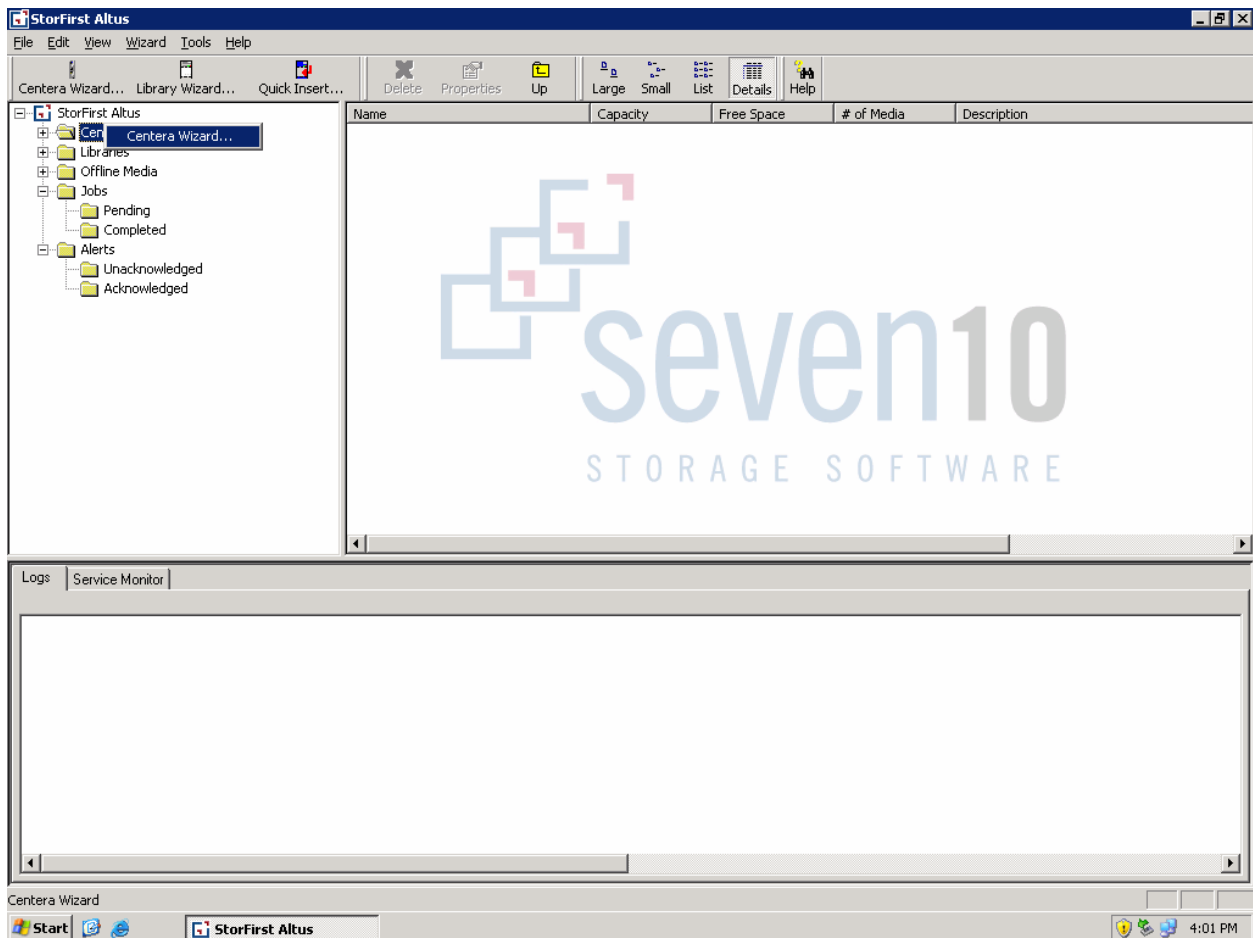 StorFirst Altus
File Edit View Wizard Tools Help
Centera Wizard... Library Wizard... Quick Insert... Delete Properties Up Large Small List Details Help
StorFirst Altus
Cen
Centera Wizard...
Libraries
Offline Media
Jobs
Pending
Completed
Alerts
Unacknowledged
Acknowledged
Name Capacity Free Space # of Media Description
seven10
STORAGE SOFTWARE
Logs Service Monitor
Centera Wizard
Start StorFirst Altus 4:01 PM